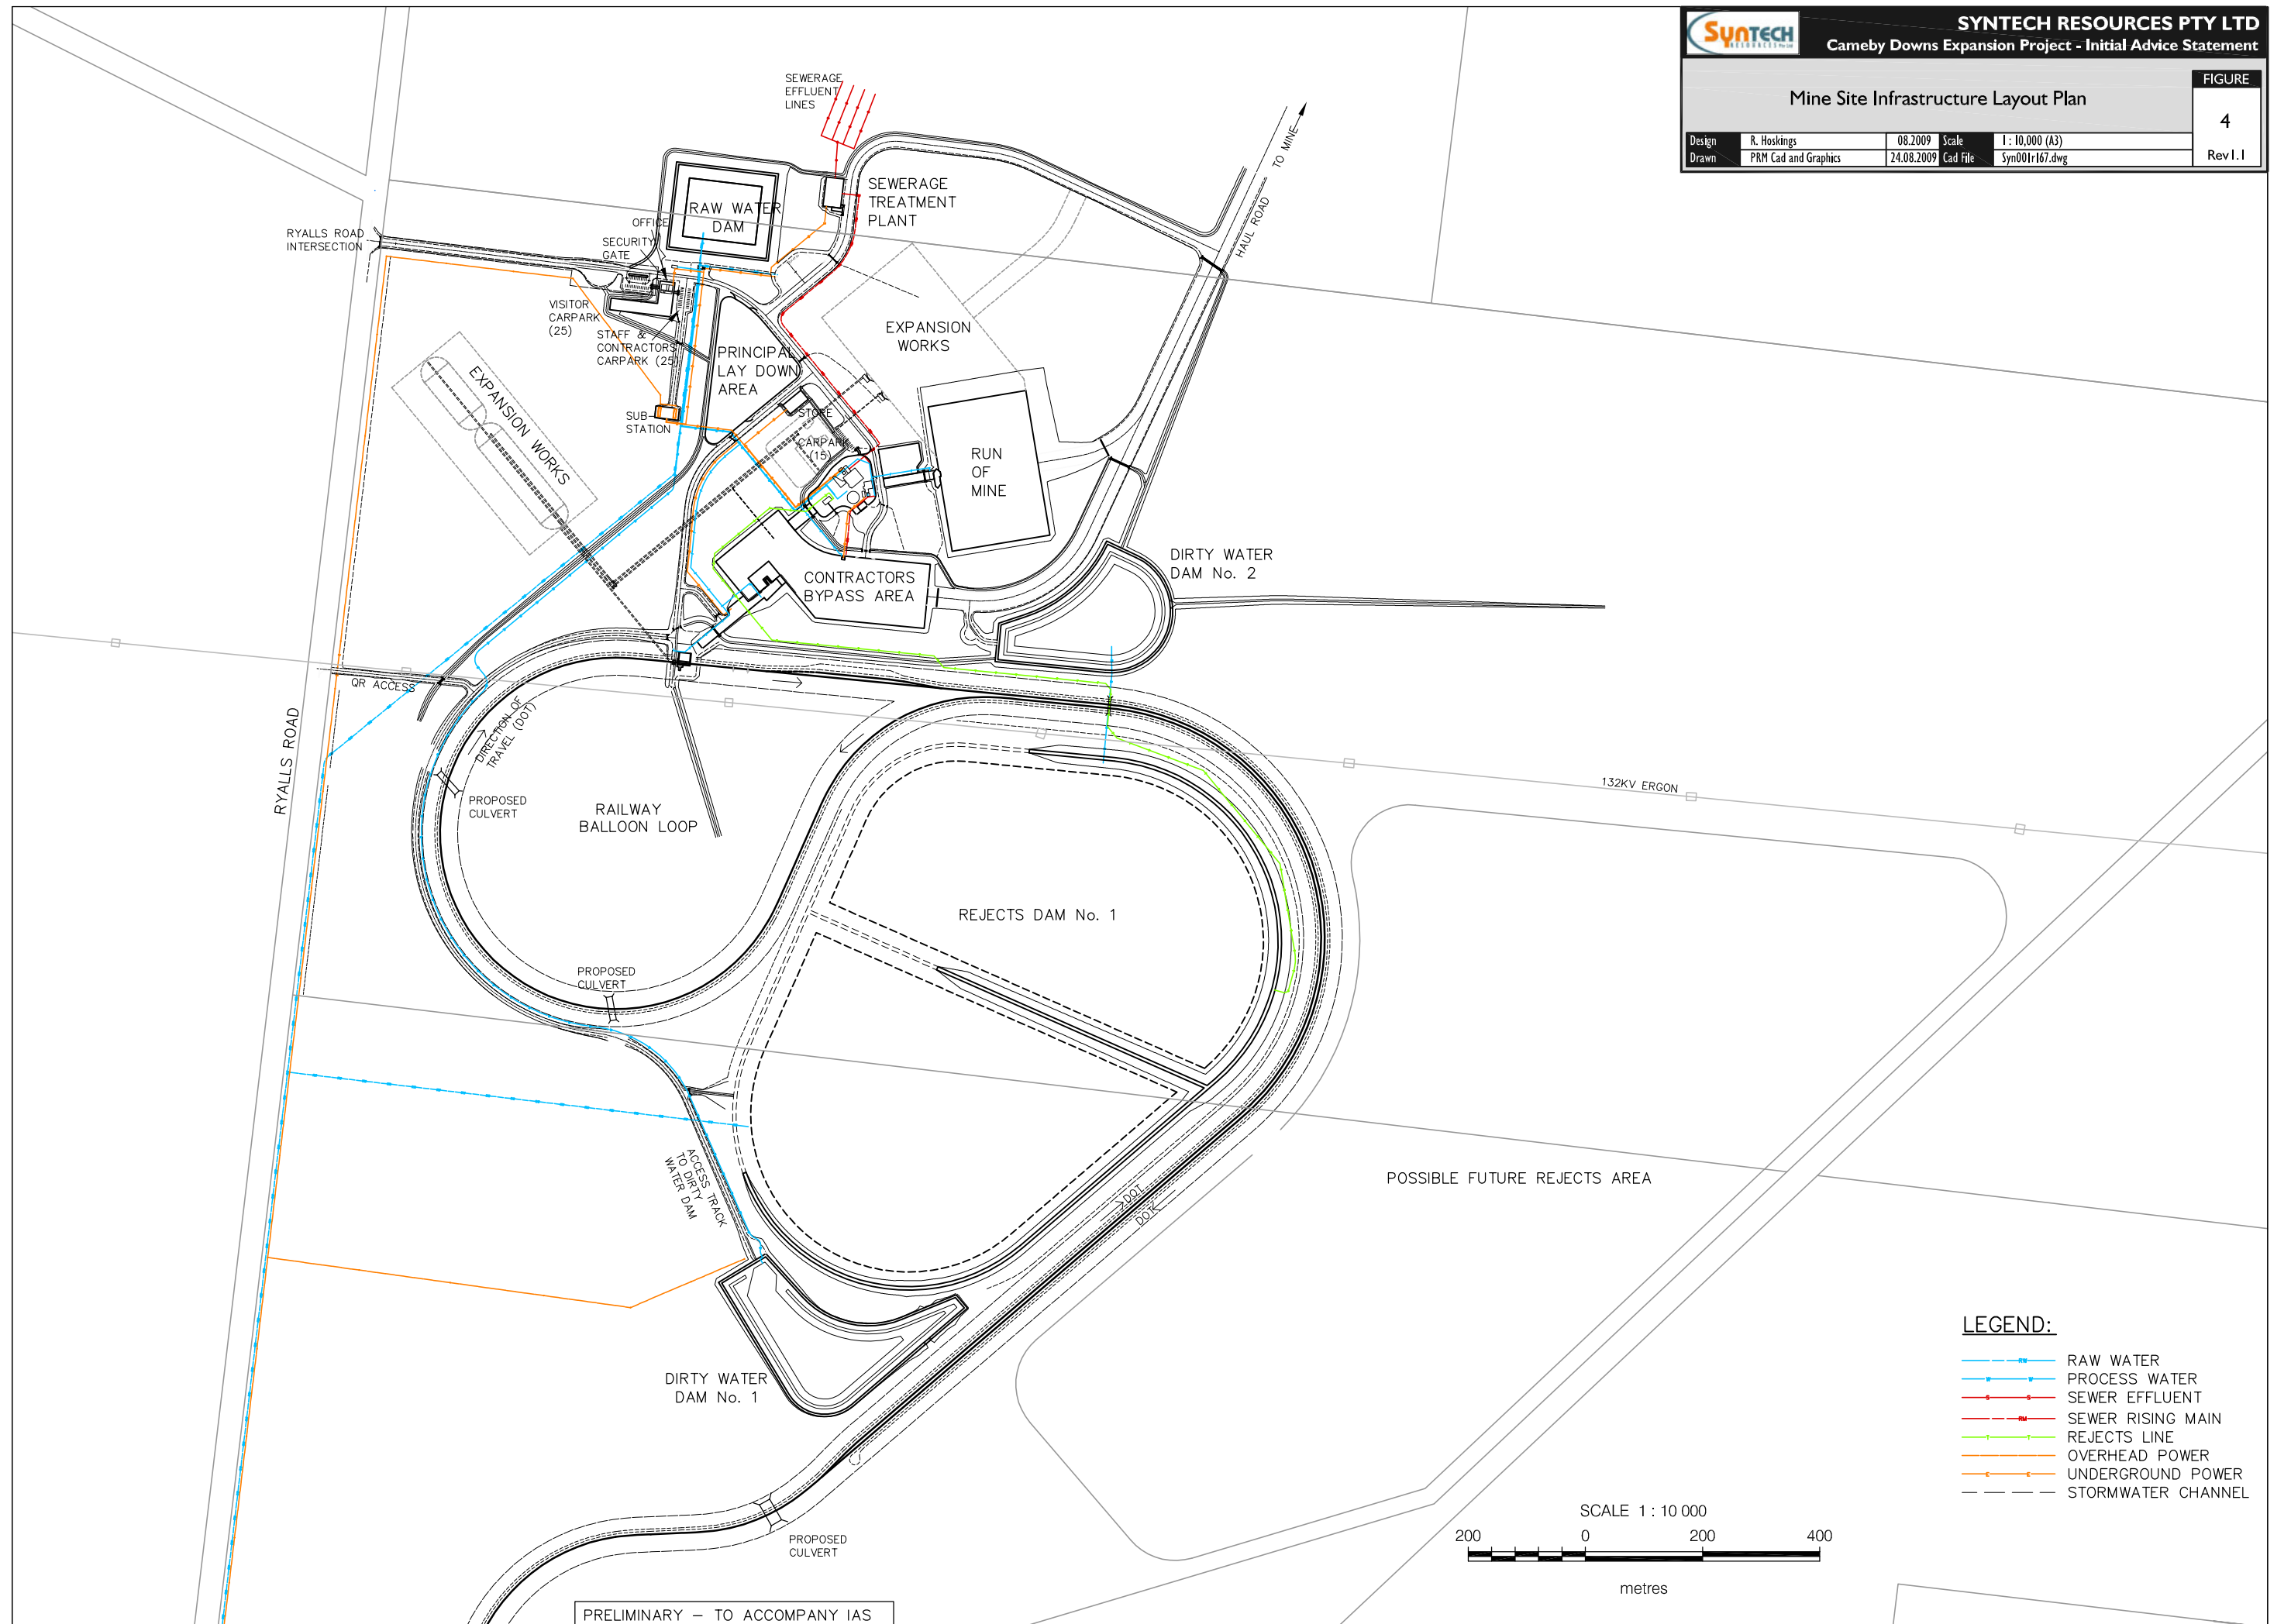 SYNTECH RESOURCES PTY LTD
Cameby Downs Expansion Project - Initial Advice Statement
SYNTECH
RESOURCES Pty Ltd
Mine Site Infrastructure Layout Plan
FIGURE
4
Rev1.1
Design R. Hoskings 08.2009 Scale 1 : 10,000 (A3)
Drawn PRM Cad and Graphics 24.08.2009 Cad File Syn001r167.dwg
SEWERAGE
EFFLUENT
LINES
TO MINE
HAUL ROAD
SEWERAGE
TREATMENT
PLANT
RAW WATER
DAM
OFFICE
SECURITY
GATE
RYALLS ROAD
INTERSECTION
VISITOR
CARPARK
(25)
STAFF &
CONTRACTORS
CARPARK (25)
PRINCIPAL
LAY DOWN
AREA
EXPANSION
WORKS
EXPANSION WORKS
SUB
STATION
STORE
CARPARK
(15)
RUN
OF
MINE
DIRTY WATER
DAM No. 2
CONTRACTORS
BYPASS AREA
QR ACCESS
DIRECTION OF
TRAVEL (DOT)
RYALLS ROAD
PROPOSED
CULVERT
RAILWAY
BALLOON LOOP
132KV ERGON
REJECTS DAM No. 1
PROPOSED
CULVERT
ACCESS TRACK
TO DIRTY
WATER DAM
POSSIBLE FUTURE REJECTS AREA
DOT
DOT
DIRTY WATER
DAM No. 1
PROPOSED
CULVERT
LEGEND:
RW RAW WATER
W W PROCESS WATER
S S SEWER EFFLUENT
RM SEWER RISING MAIN
T T REJECTS LINE
OVERHEAD POWER
E E UNDERGROUND POWER
STORMWATER CHANNEL
SCALE 1 : 10 000
200 0 200 400
metres
PRELIMINARY – TO ACCOMPANY IAS